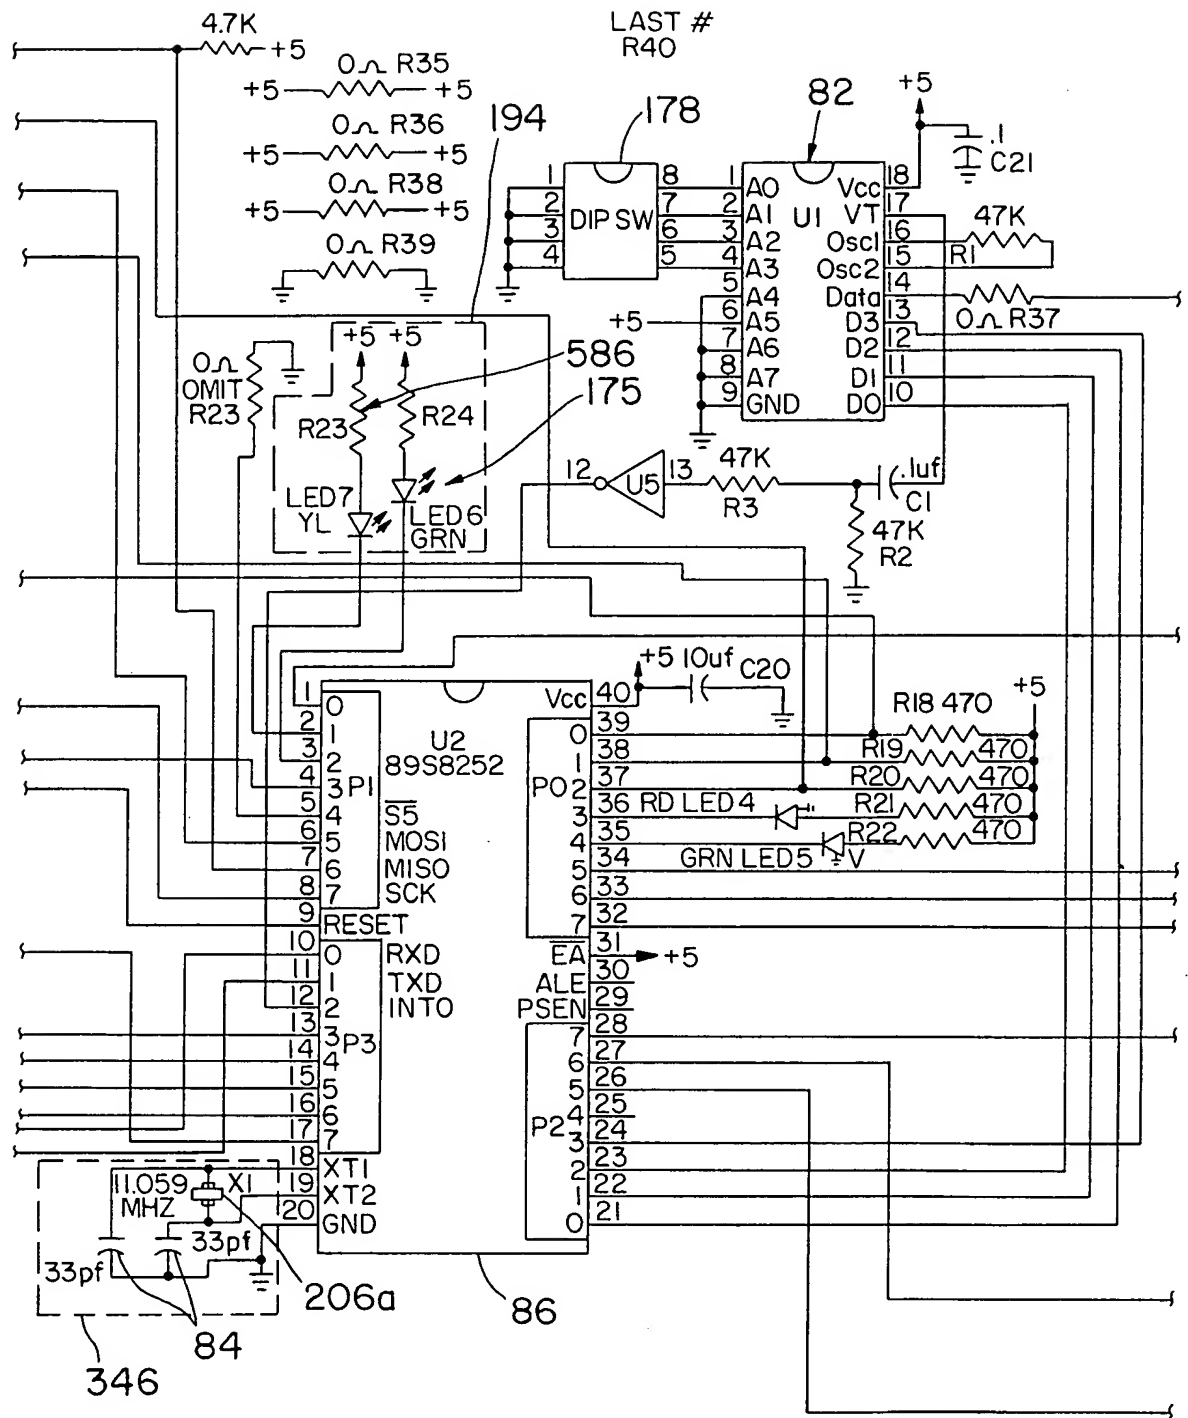 LAST #
R40
4.7K
+5
0Ω R35
+5 +5
0Ω R36
+5 +5
0Ω R38
+5 +5
0Ω R39
194
178
82
+5
.1
C21
1 8
2 7
3 6
4 5
DIP SW
1 A0 Vcc 18
2 A1 U1 VT 17
3 A2 Osc1 16
4 A3 Osc2 15
5 A4 Data 14
6 A5 D3 13
7 A6 D2 12
8 A7 D1 11
9 GND D0 10
+5
47K
R1
0Ω R37
0Ω
OMIT
R23
+5 +5
586
175
R23
R24
LED7
YL
LED6
GRN
12 U5 13
47K
R3
.1uf
C1
47K
R2
+5 10uf C20
U2
89S8252
P1
1 0
2 1
3 2
4 3
5 4 S5
6 5 MOSI
7 6 MISO
8 7 SCK
9 RESET
P3
10 0 RXD
11 1 TXD
12 2 INTO
13 3
14 4
15 5
16 6
17 7
18 XT1
19 XT2
20 GND
Vcc 40
P0
0 39
1 38
2 37
3 36
4 35
5 34
6 33
7 32
EA 31 +5
ALE 30
PSEN 29
P2
7 28
6 27
5 26
4 25
3 24
2 23
1 22
0 21
R18 470
+5
R19 470
R20 470
RD LED4 R21 470
GRN LED5 V R22 470
11.059
MHZ
X1
33pf
33pf
206a
84
346
86